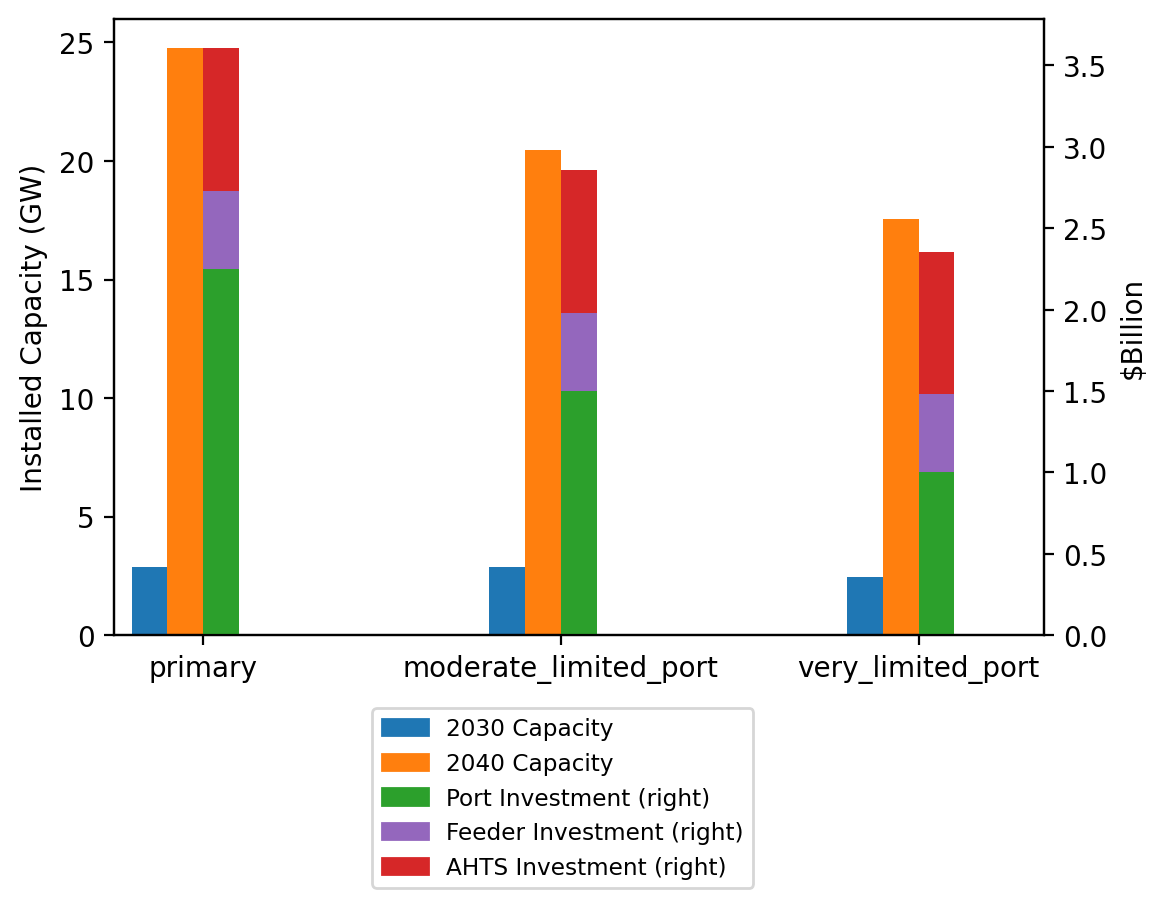 Installed Capacity (GW)
25
20
15
10
5
0
3.5
3.0
2.5
2.0
1.5
1.0
0.5
0.0
$Billion
primary
moderate_limited_port
very_limited_port
2030 Capacity
2040 Capacity
Port Investment (right)
Feeder Investment (right)
AHTS Investment (right)